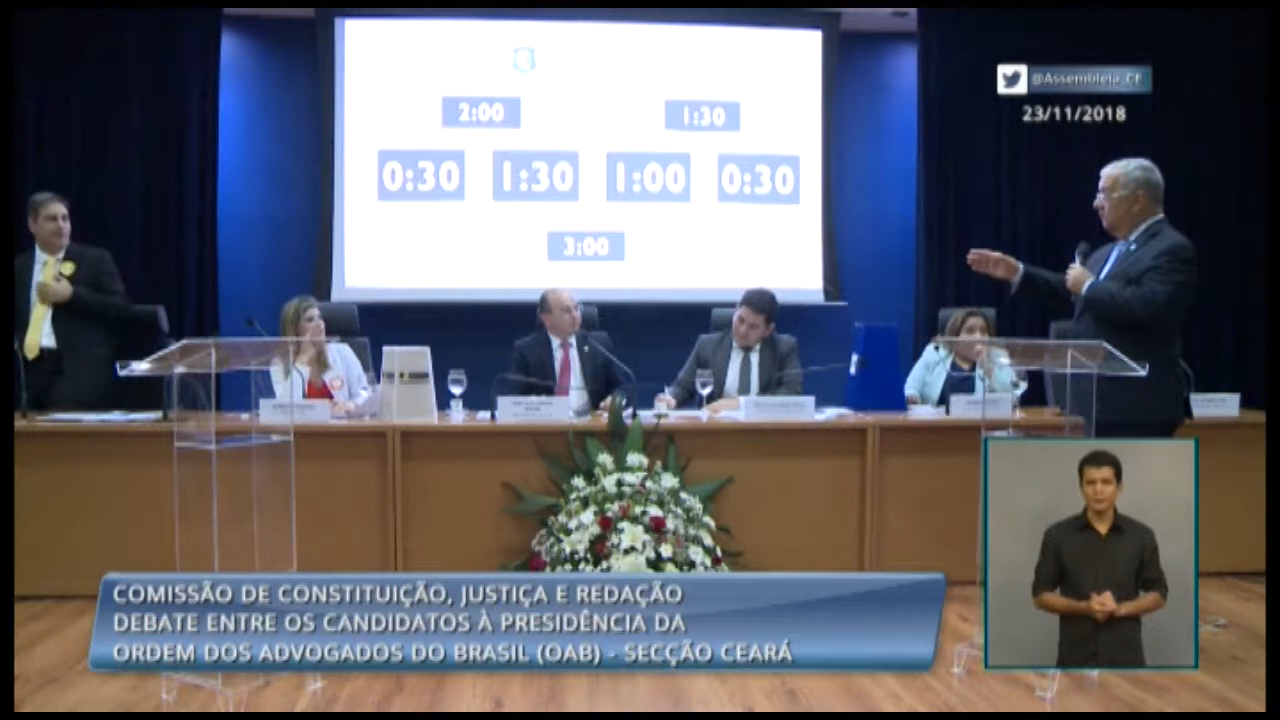 @Assembleia_CE
23/11/2018
2:00
1:30
0:30
1:30
1:00
0:30
3:00
COMISSÃO DE CONSTITUIÇÃO, JUSTIÇA E REDAÇÃO
DEBATE ENTRE OS CANDIDATOS À PRESIDÊNCIA DA
ORDEM DOS ADVOGADOS DO BRASIL (OAB) - SECÇÃO CEARÁ